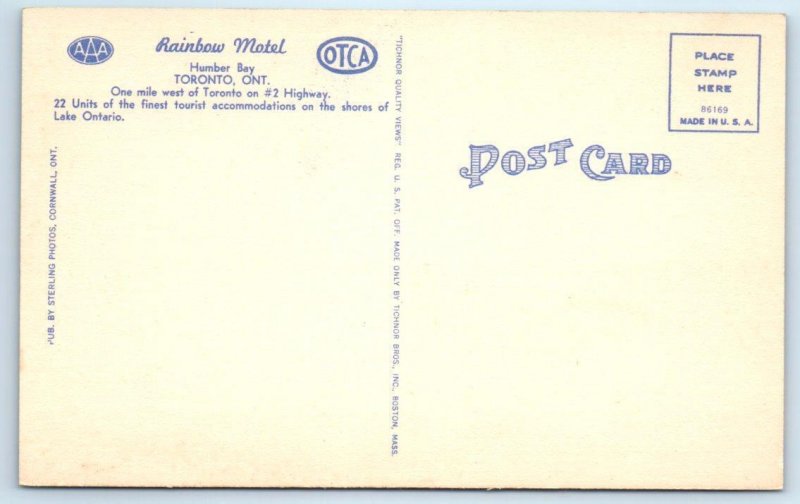 AAA
Rainbow Motel
OTCA
Humber Bay
TORONTO, ONT.
One mile west of Toronto on #2 Highway.
22 Units of the finest tourist accommodations on the shores of
Lake Ontario.
PUB. BY STERLING PHOTOS, CORNWALL, ONT.
"TICHNOR QUALITY VIEWS" REG. U. S. PAT. OFF. MADE ONLY BY TICHNOR BROS., INC., BOSTON, MASS.
POST CARD
PLACE
STAMP
HERE
86169
MADE IN U. S. A.